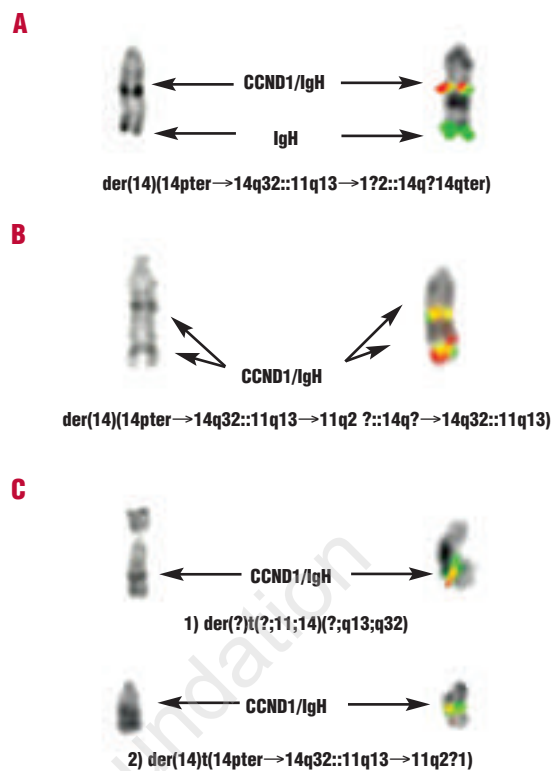 A
CCND1/IgH
IgH
der(14)(14pter→14q32::11q13→1?2::14q?14qter)
B
CCND1/IgH
der(14)(14pter→14q32::11q13→11q2 ?::14q?→14q32::11q13)
C
CCND1/IgH
1) der(?)t(?;11;14)(?;q13;q32)
CCND1/IgH
2) der(14)t(14pter→14q32::11q13→11q2?1)
undation